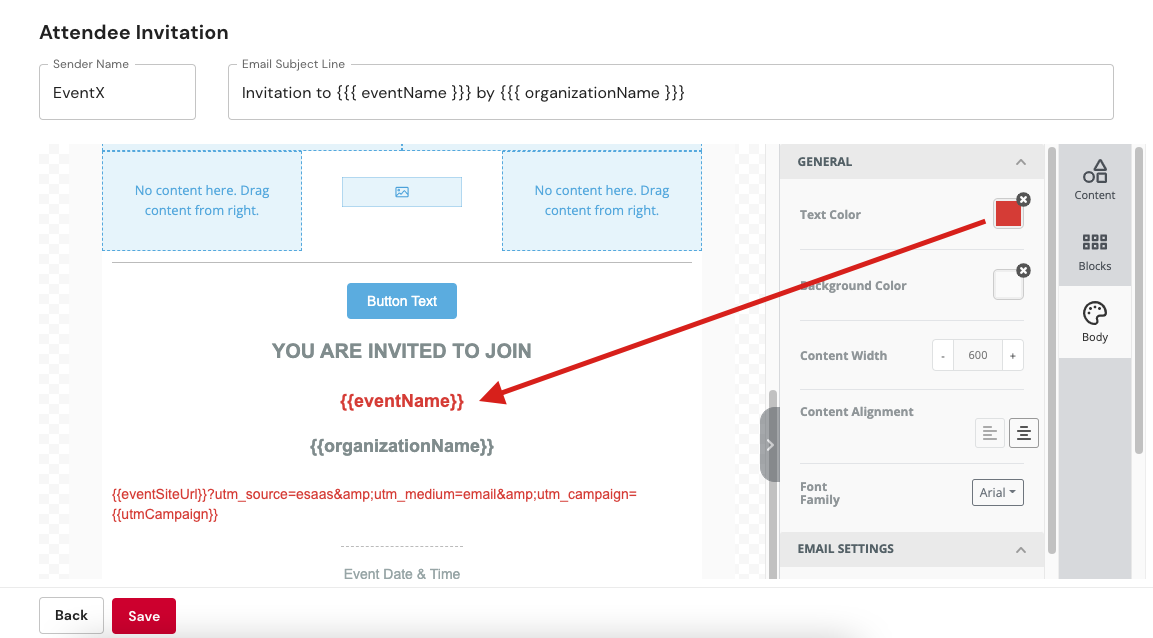 Attendee Invitation
Sender Name
EventX
Email Subject Line
Invitation to {{{ eventName }}} by {{{ organizationName }}}
No content here. Drag
content from right.
No content here. Drag
content from right.
Button Text
YOU ARE INVITED TO JOIN
{{eventName}}
{{organizationName}}
{{eventSiteUrl}}?utm_source=esaas&amp;utm_medium=email&amp;utm_campaign=
{{utmCampaign}}
Event Date & Time
GENERAL
Text Color
Background Color
Content Width
- 600 +
Content Alignment
Font
Family
Arial
EMAIL SETTINGS
Content
Blocks
Body
Back
Save